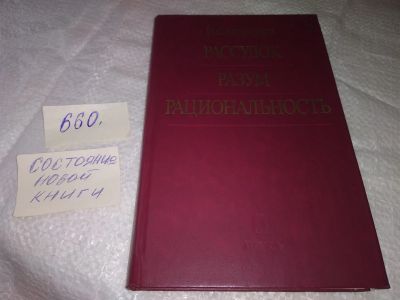 РАССУДОК
РАЗУМ
РАЦИОНАЛЬНОСТЬ
660.
СОСТОЯНИЕ
НОВОЙ
КНИГИ